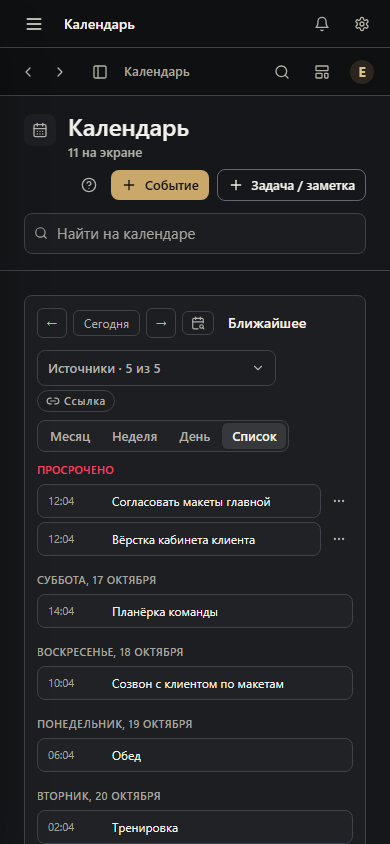 Календарь
Календарь
E
Календарь
11 на экране
Событие
Задача / заметка
Найти на календаре
Сегодня
Ближайшее
Источники · 5 из 5
Ссылка
Месяц Неделя День Список
ПРОСРОЧЕНО
12:04 Согласовать макеты главной
12:04 Вёрстка кабинета клиента
СУББОТА, 17 ОКТЯБРЯ
14:04 Планёрка команды
ВОСКРЕСЕНЬЕ, 18 ОКТЯБРЯ
10:04 Созвон с клиентом по макетам
ПОНЕДЕЛЬНИК, 19 ОКТЯБРЯ
06:04 Обед
ВТОРНИК, 20 ОКТЯБРЯ
02:04 Тренировка